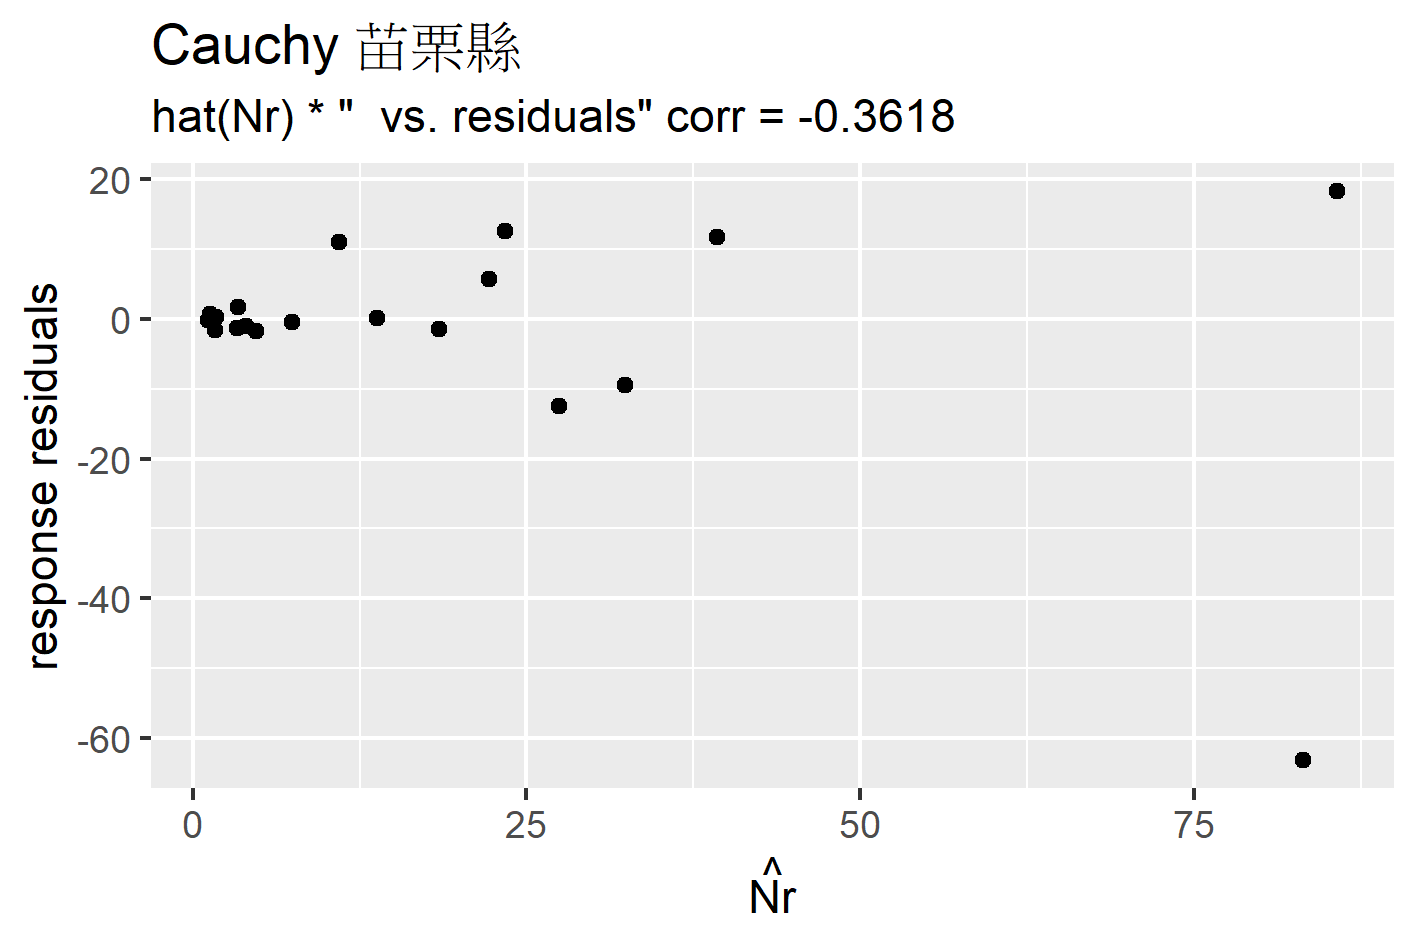 Cauchy 苗栗縣
hat(Nr) * "  vs. residuals" corr = -0.3618
response residuals
20
0
-20
-40
-60
0 25 50 75
N̂r